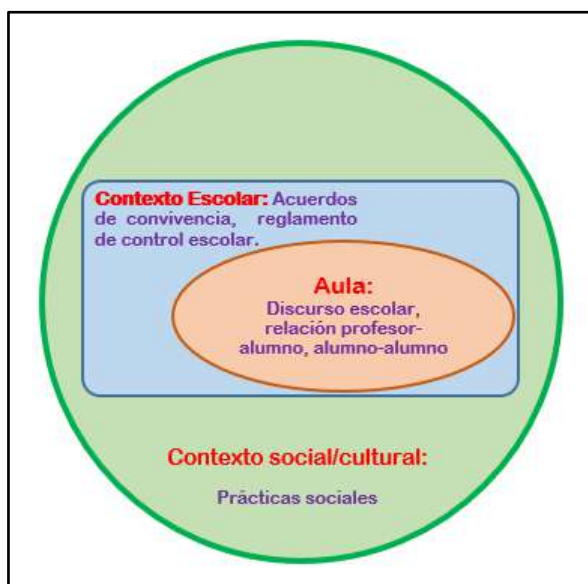 Contexto Escolar: Acuerdos
de convivencia, reglamento
de control escolar.
Aula:
Discurso escolar,
relación profesor-
alumno, alumno-alumno
Contexto social/cultural:
Prácticas sociales